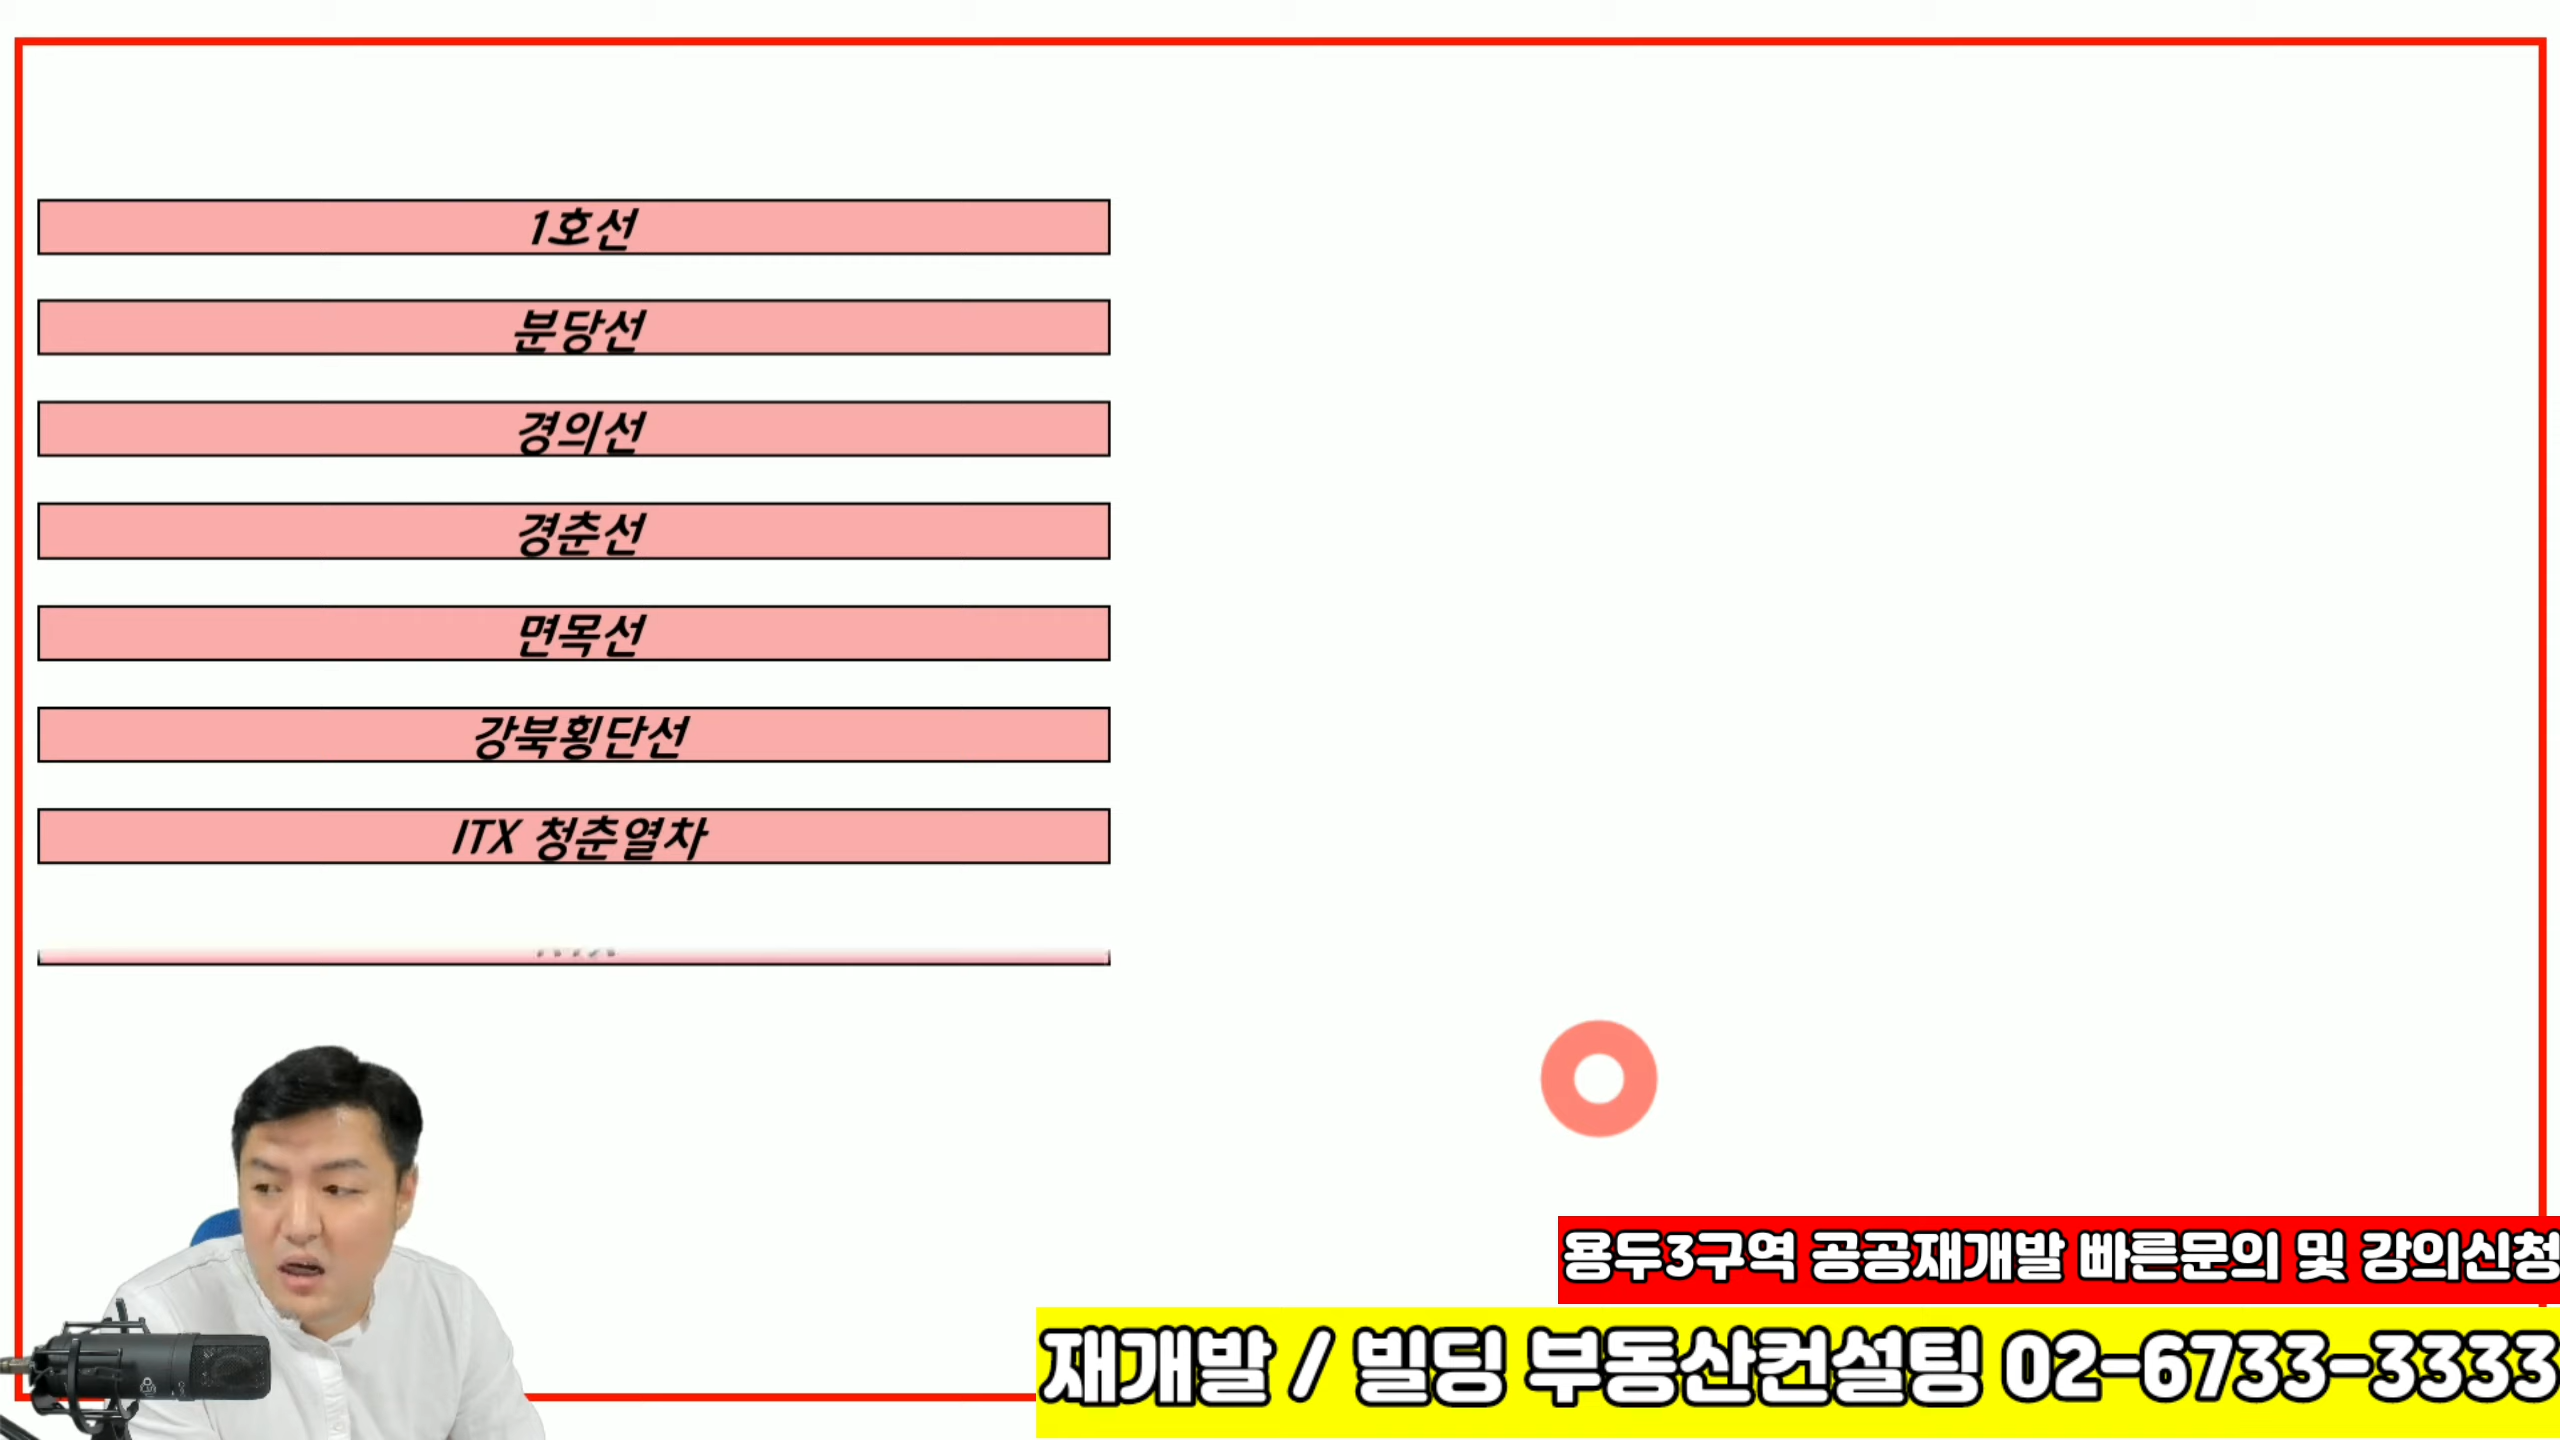 1호선
분당선
경의선
경춘선
면목선
강북횡단선
ITX 청춘열차
용두3구역 공공재개발 빠른문의 및 강의신청
재개발 / 빌딩 부동산컨설팅 02-6733-3333